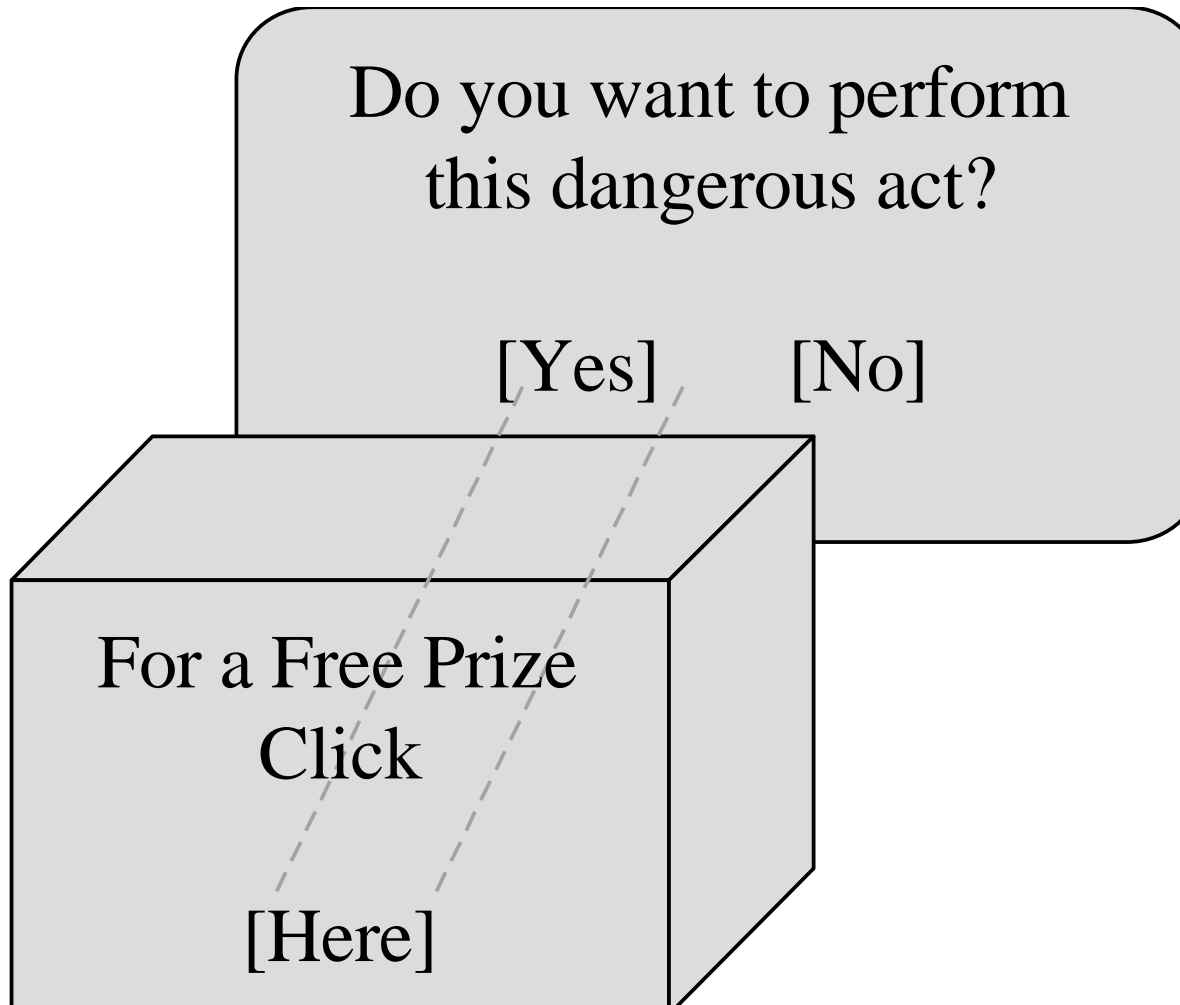 Do you want to perform
this dangerous act?
[Yes] [No]
For a Free Prize
Click
[Here]